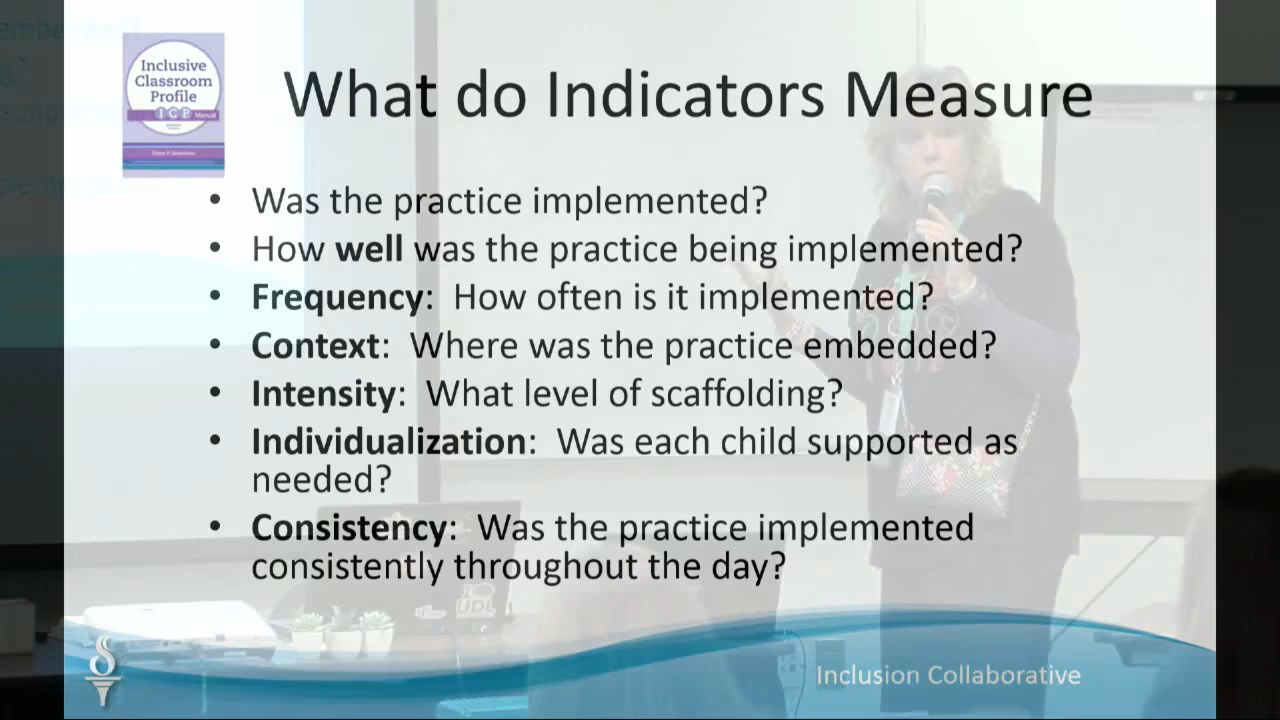 Inclusive
Classroom
Profile
ICP Manual
What do Indicators Measure
• Was the practice implemented?
• How well was the practice being implemented?
• Frequency: How often is it implemented?
• Context: Where was the practice embedded?
• Intensity: What level of scaffolding?
• Individualization: Was each child supported as
needed?
• Consistency: Was the practice implemented
consistently throughout the day?
UDL
Inclusion Collaborative